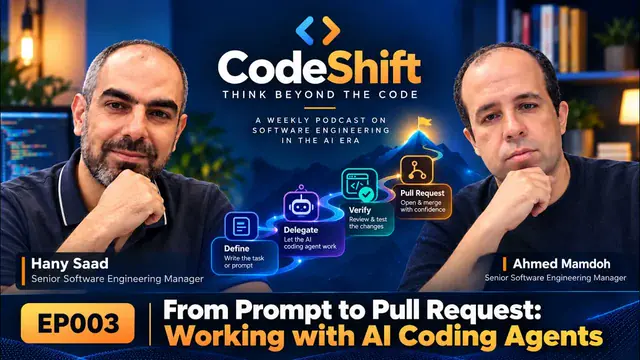 CodeShift
THINK BEYOND THE CODE
A WEEKLY PODCAST ON
SOFTWARE ENGINEERING
IN THE AI ERA
Define
Write the task
or prompt
Delegate
Let the AI
coding agent work
Verify
Review & test
the changes
Pull Request
Open & merge
with confidence
Hany Saad
Senior Software Engineering Manager
Ahmed Mamdoh
Senior Software Engineering Manager
EP003
From Prompt to Pull Request:
Working with AI Coding Agents